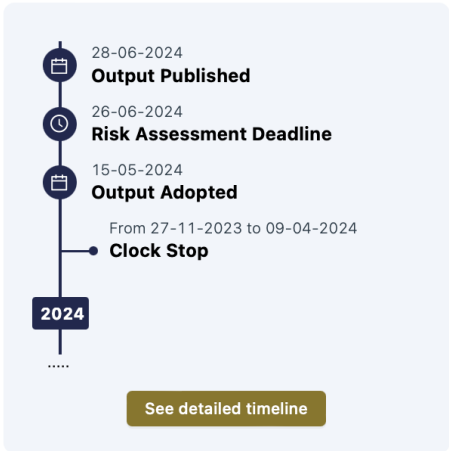 28-06-2024
Output Published
26-06-2024
Risk Assessment Deadline
15-05-2024
Output Adopted
From 27-11-2023 to 09-04-2024
Clock Stop
2024
.....
See detailed timeline